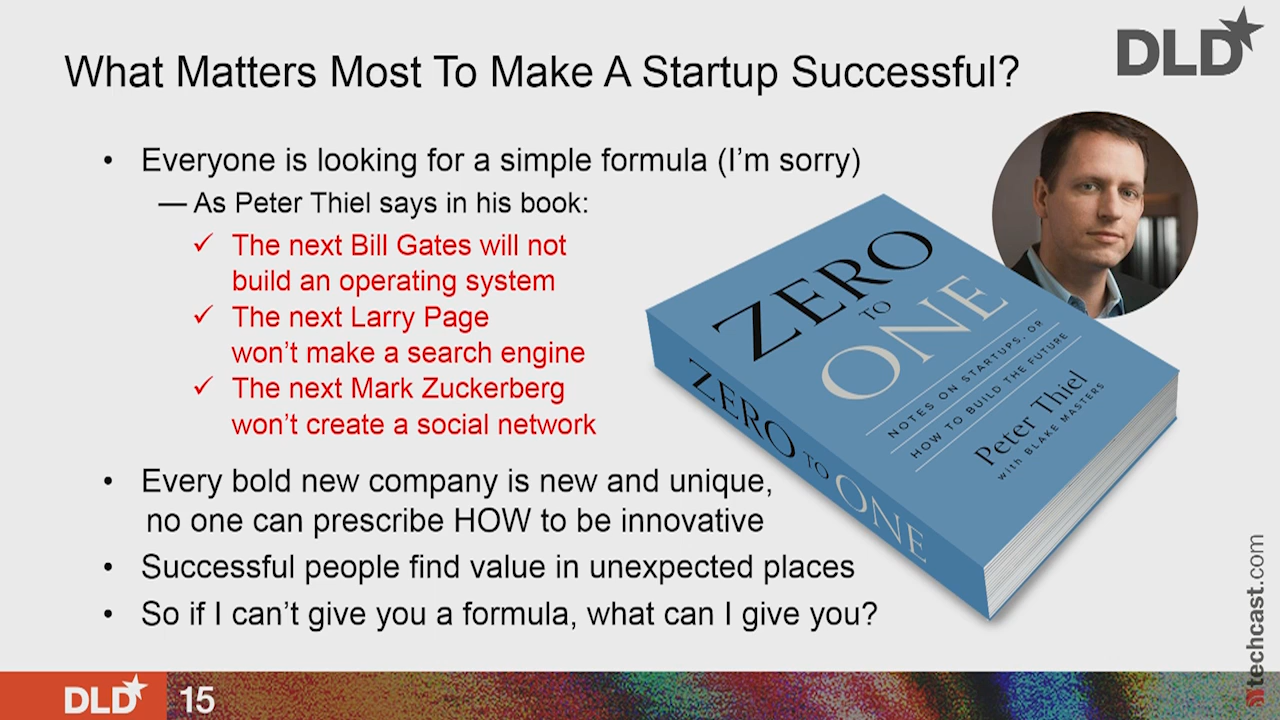 What Matters Most To Make A Startup Successful?
DLD
• Everyone is looking for a simple formula (I'm sorry)
— As Peter Thiel says in his book:
✓ The next Bill Gates will not
build an operating system
✓ The next Larry Page
won't make a search engine
✓ The next Mark Zuckerberg
won't create a social network
• Every bold new company is new and unique,
no one can prescribe HOW to be innovative
• Successful people find value in unexpected places
• So if I can't give you a formula, what can I give you?
ZERO
TO
ONE
NOTES ON STARTUPS, OR
HOW TO BUILD THE FUTURE
Peter Thiel
with BLAKE MASTERS
ZERO TO ONE
techcast.com
DLD 15